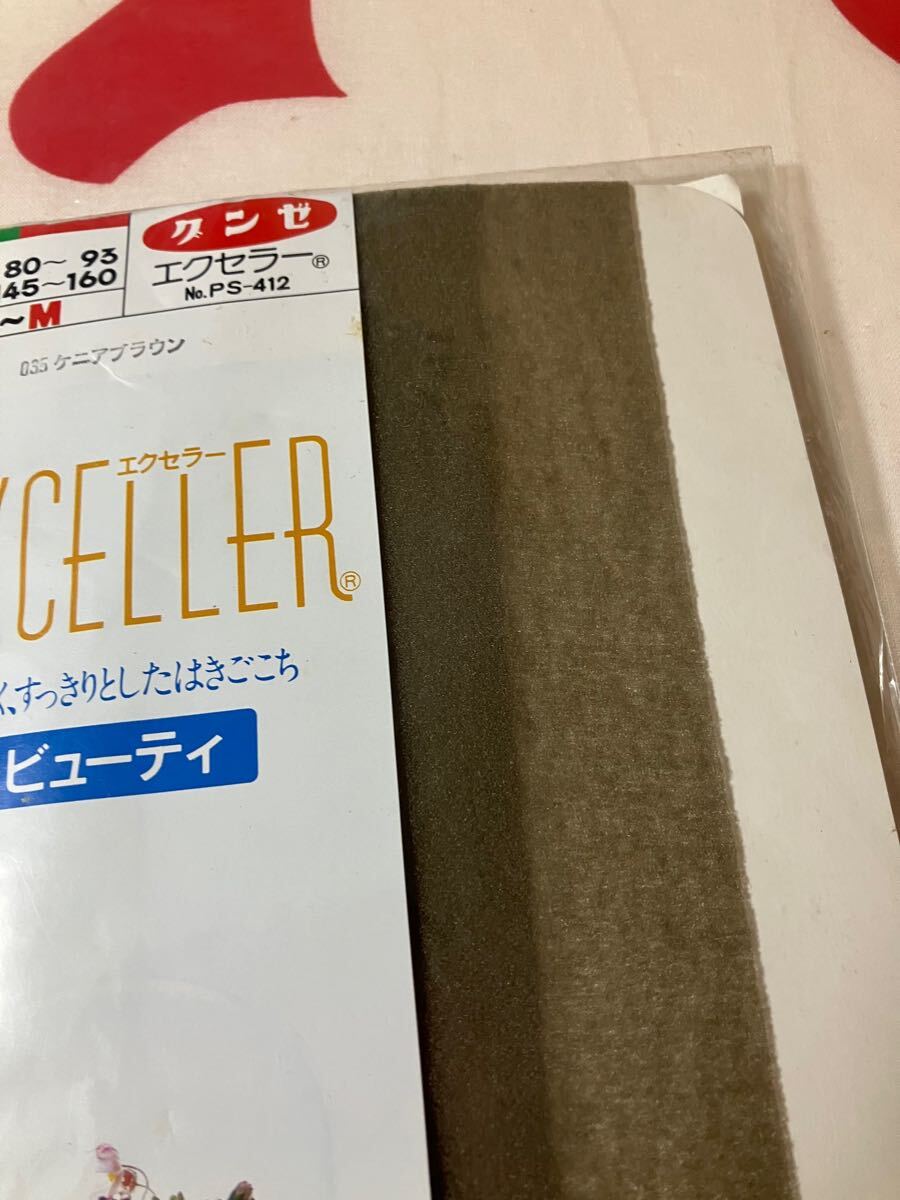 グンゼ
エクセラー®
No.PS-412
80～ 93
145～160
～M
035 ケニアブラウン
エクセラー
CELLER®
く、すっきりとしたはきごこち
ビューティ